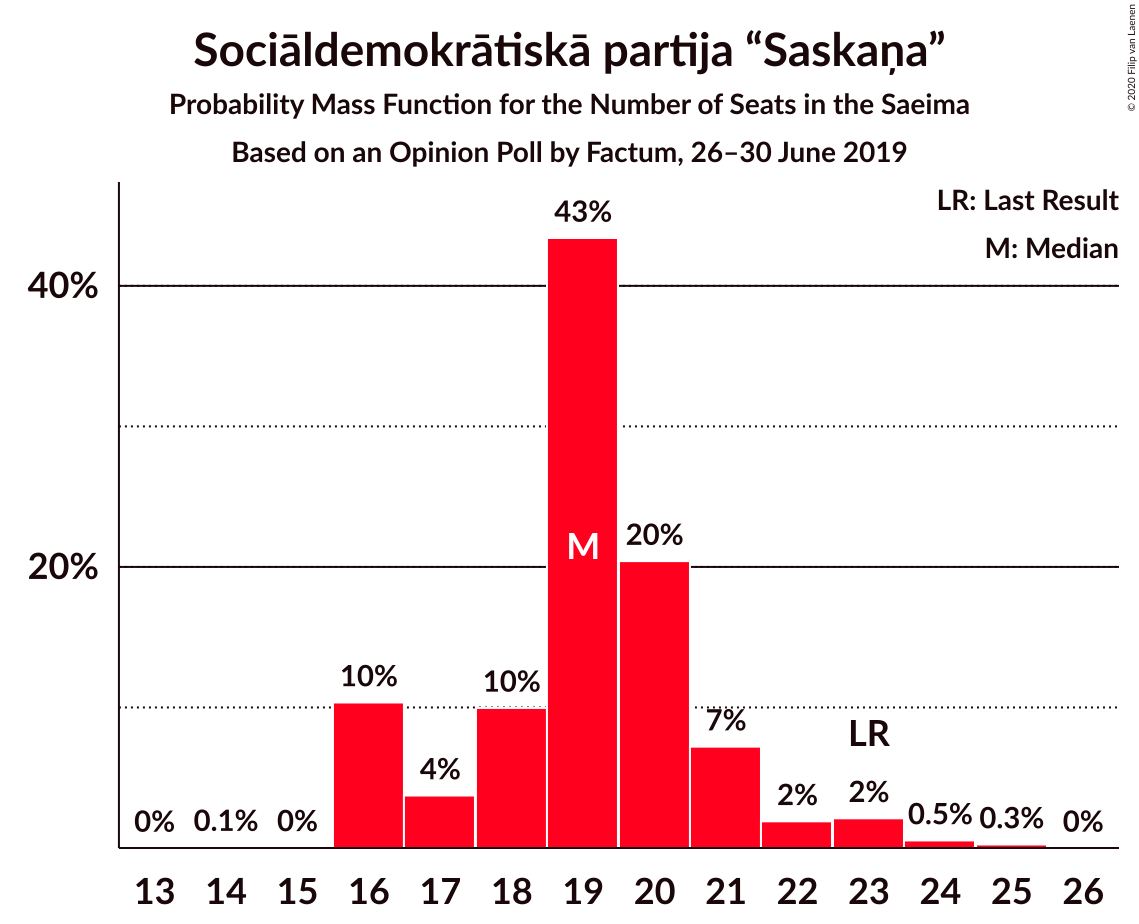 Sociāldemokrātiskā partija “Saskaņa”
Probability Mass Function for the Number of Seats in the Saeima
Based on an Opinion Poll by Factum, 26–30 June 2019
© 2020 Filip van Laenen
LR: Last Result
M: Median
40%
20%
0%
0.1%
0%
10%
4%
10%
43%
M
20%
7%
2%
LR
2%
0.5%
0.3%
0%
13 14 15 16 17 18 19 20 21 22 23 24 25 26